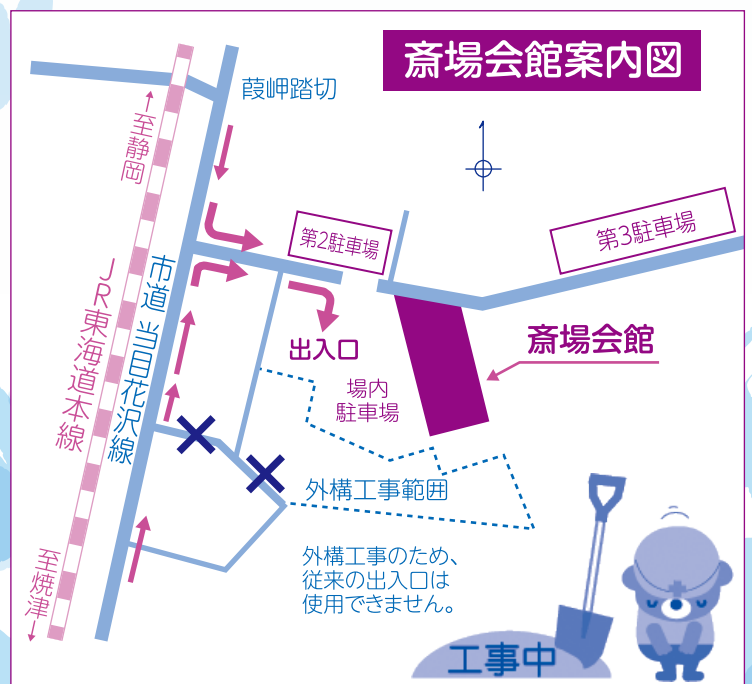 斎場会館案内図
葭岬踏切
至静岡
第2駐車場
第3駐車場
市道 当目花沢線
JR東海道本線
出入口
斎場会館
場内
駐車場
外構工事範囲
至焼津
外構工事のため、
従来の出入口は
使用できません。
工事中